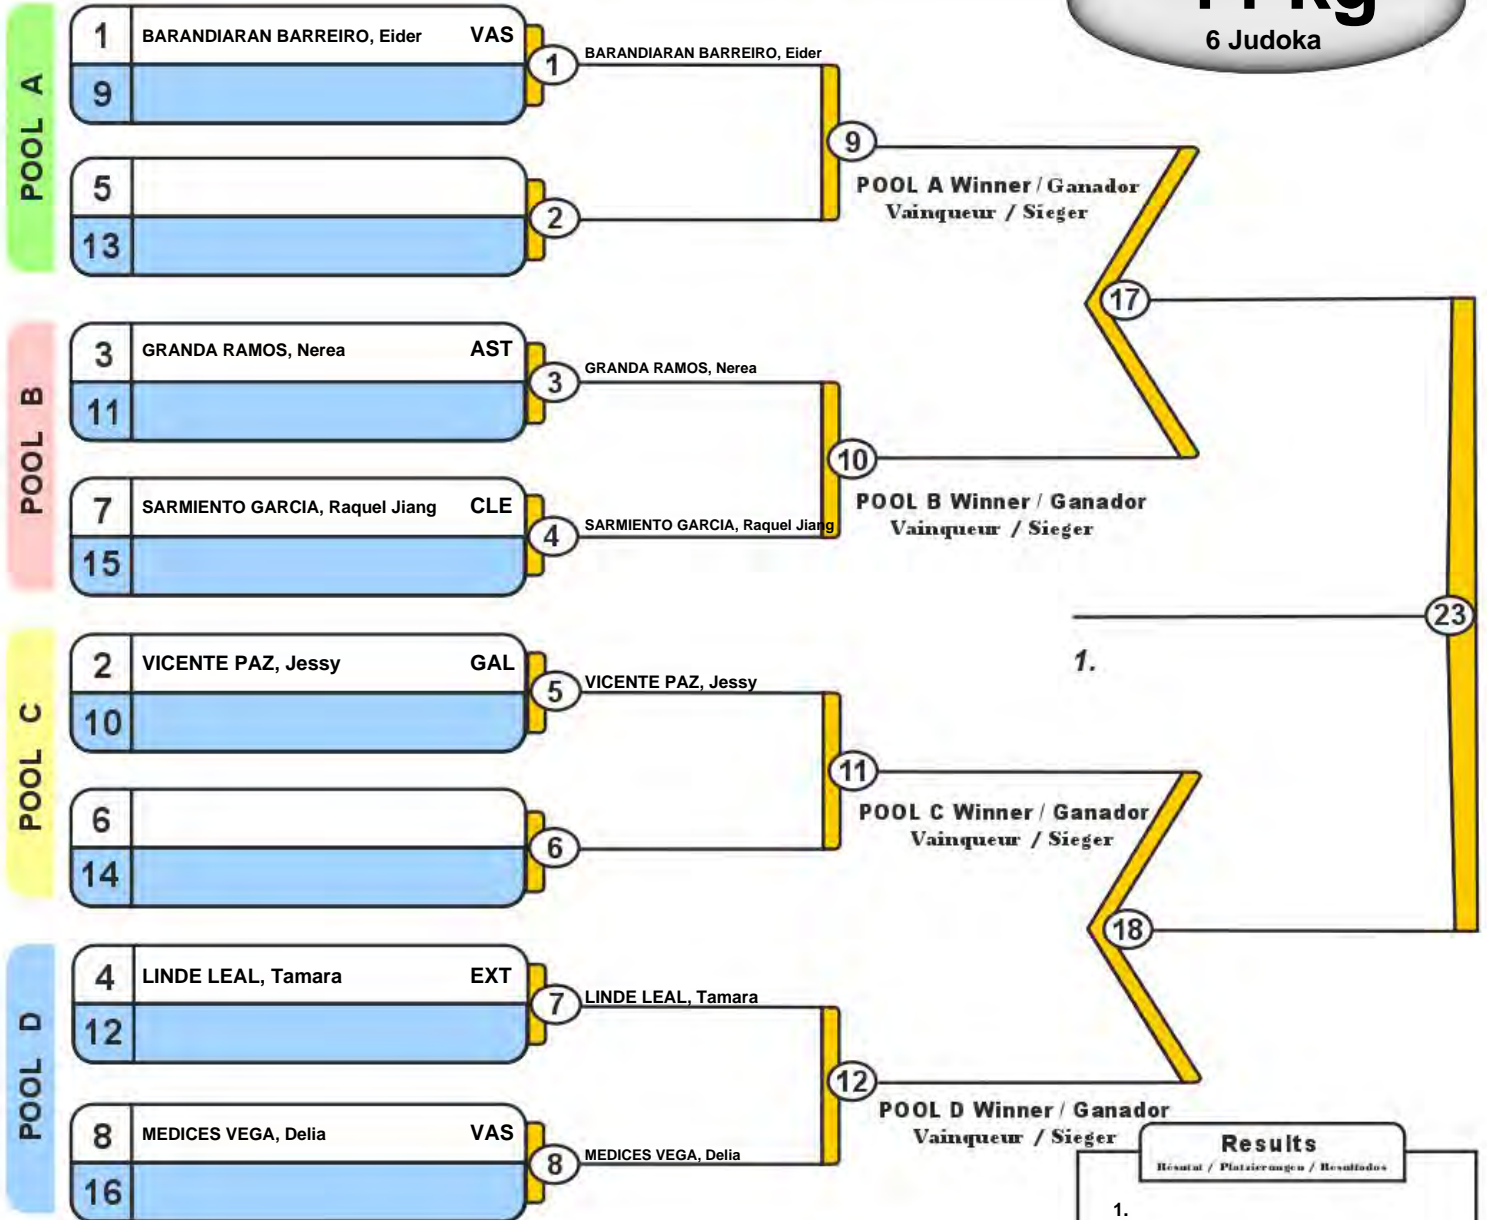 6 Judoka
POOL A
1 BARANDIARAN BARREIRO, Eider VAS
9
1 BARANDIARAN BARREIRO, Eider
5
13
2
9
POOL A Winner / Ganador
Vainqueur / Sieger
POOL B
3 GRANDA RAMOS, Nerea AST
11
3 GRANDA RAMOS, Nerea
7 SARMIENTO GARCIA, Raquel Jiang CLE
15
4 SARMIENTO GARCIA, Raquel Jiang
10
POOL B Winner / Ganador
Vainqueur / Sieger
17
23
1.
POOL C
2 VICENTE PAZ, Jessy GAL
10
5 VICENTE PAZ, Jessy
6
14
6
11
POOL C Winner / Ganador
Vainqueur / Sieger
18
POOL D
4 LINDE LEAL, Tamara EXT
12
7 LINDE LEAL, Tamara
8 MEDICES VEGA, Delia VAS
16
8 MEDICES VEGA, Delia
12
POOL D Winner / Ganador
Vainqueur / Sieger
Results
Résutat / Platzierungen / Resultados
1.